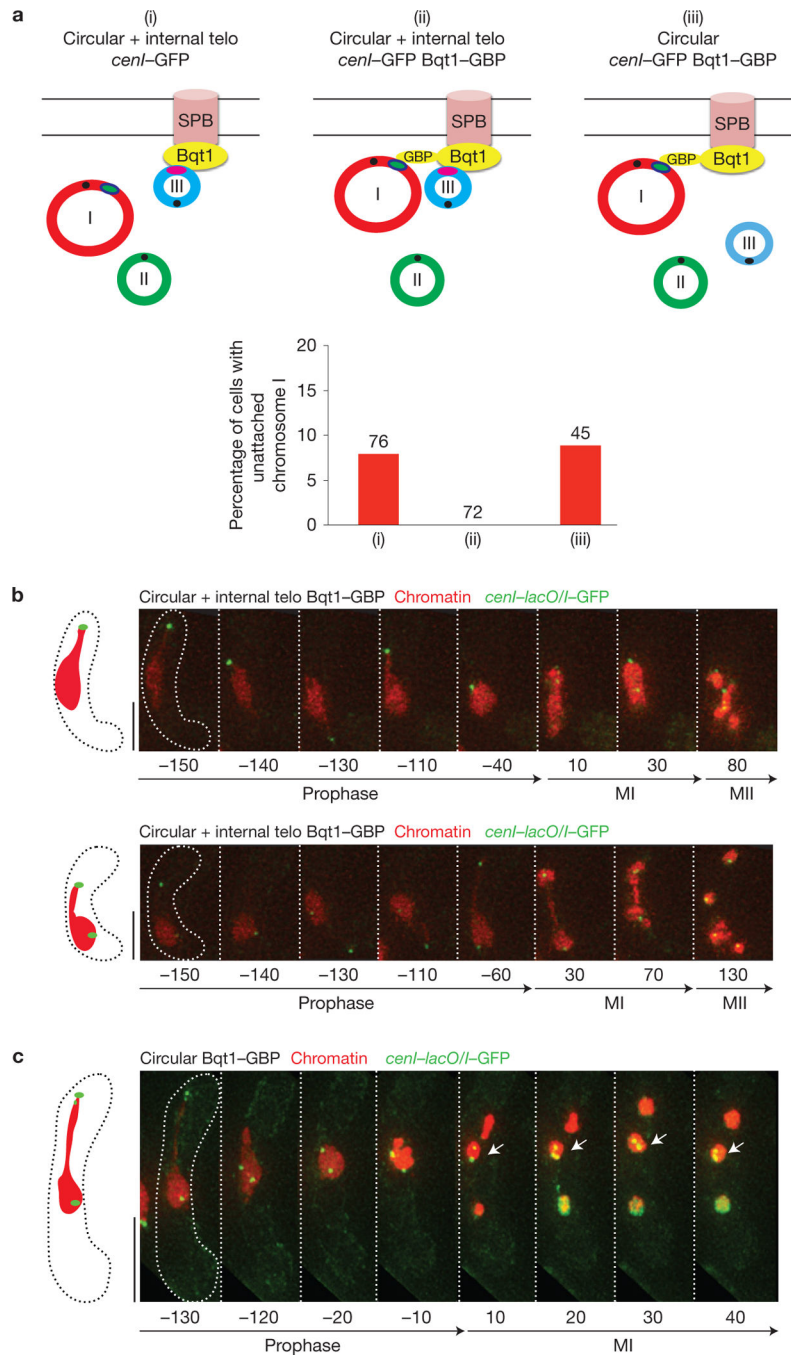 a
(i)
Circular + internal telo
cenI–GFP
(ii)
Circular + internal telo
cenI–GFP Bqt1–GBP
(iii)
Circular
cenI–GFP Bqt1–GBP
SPB
Bqt1
III
I
II
SPB
GBP
Bqt1
III
I
II
SPB
GBP
Bqt1
I
III
II
Percentage of cells with
unattached
chromosome I
20
15
10
5
0
76
72
45
(i)
(ii)
(iii)
b
Circular + internal telo Bqt1–GBP Chromatin cenI–lacO/I–GFP
–150 –140 –130 –110 –40 10 30 80
Prophase MI MII
Circular + internal telo Bqt1–GBP Chromatin cenI–lacO/I–GFP
–150 –140 –130 –110 –60 30 70 130
Prophase MI MII
c
Circular Bqt1–GBP Chromatin cenI–lacO/I–GFP
–130 –120 –20 –10 10 20 30 40
Prophase MI